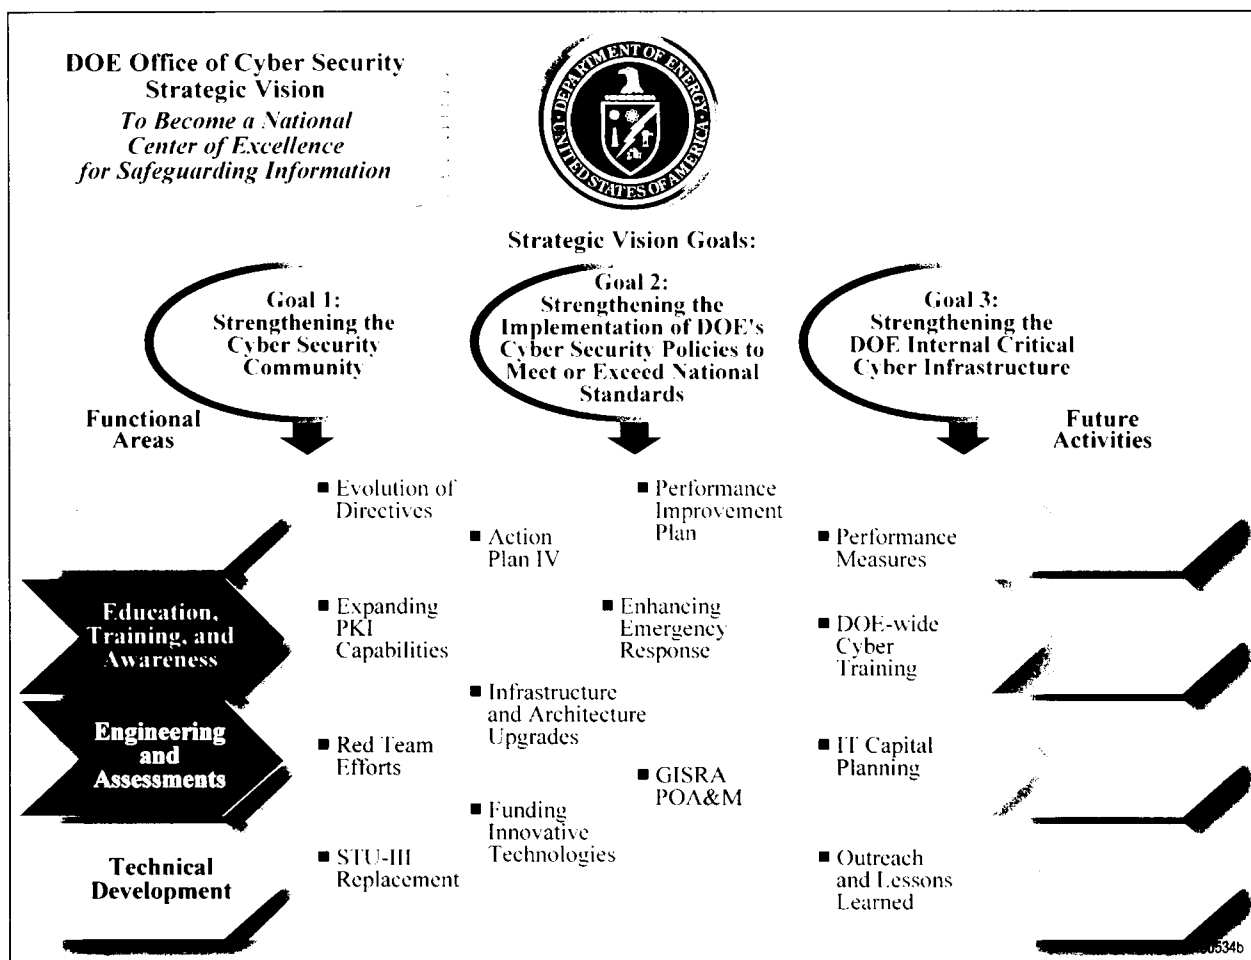 DOE Office of Cyber Security
Strategic Vision
To Become a National
Center of Excellence
for Safeguarding Information
DEPARTMENT OF ENERGY
UNITED STATES OF AMERICA
Strategic Vision Goals:
Goal 1:
Strengthening the
Cyber Security
Community
Goal 2:
Strengthening the
Implementation of DOE's
Cyber Security Policies to
Meet or Exceed National
Standards
Goal 3:
Strengthening the
DOE Internal Critical
Cyber Infrastructure
Functional
Areas
Future
Activities
Education,
Training, and
Awareness
Engineering
and
Assessments
Technical
Development
■ Evolution of
Directives
■ Expanding
PKI
Capabilities
■ Red Team
Efforts
■ STU-III
Replacement
■ Action
Plan IV
■ Infrastructure
and Architecture
Upgrades
■ Funding
Innovative
Technologies
■ Performance
Improvement
Plan
■ Enhancing
Emergency
Response
■ GISRA
POA&M
■ Performance
Measures
■ DOE-wide
Cyber
Training
■ IT Capital
Planning
■ Outreach
and Lessons
Learned